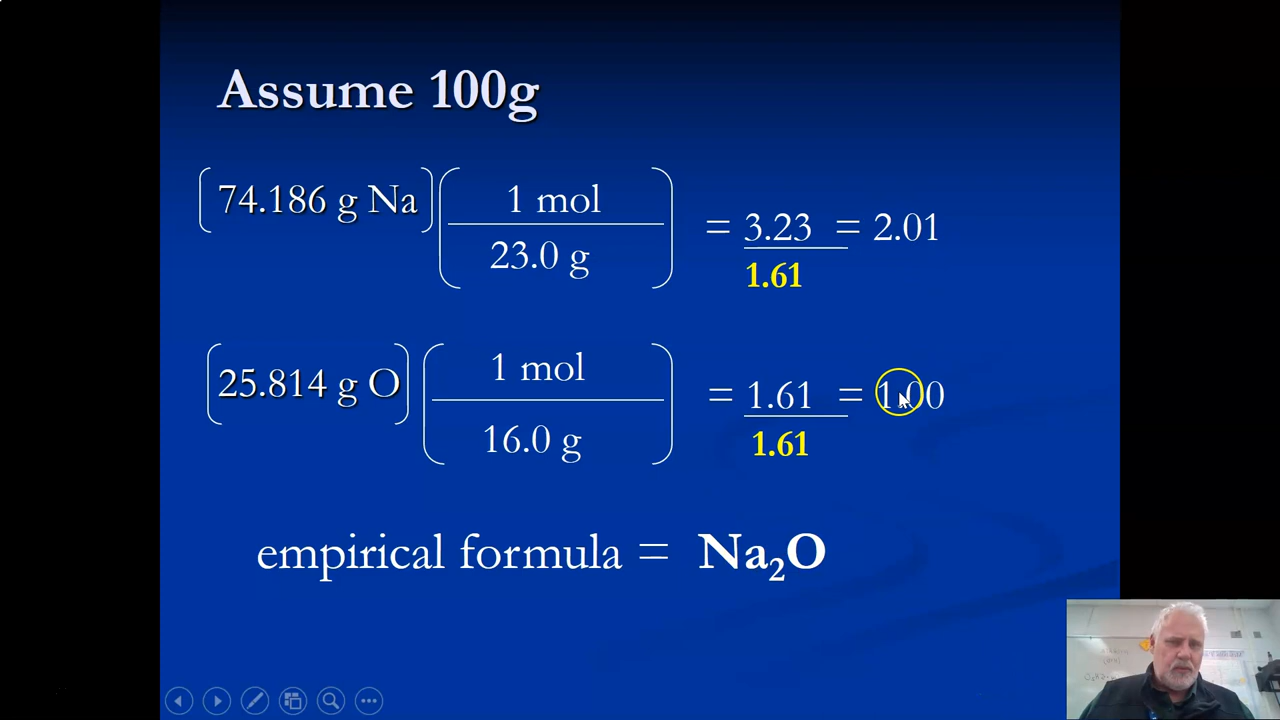 Assume 100g
74.186 g Na
1 mol
23.0 g
= 3.23 = 2.01
1.61
25.814 g O
1 mol
16.0 g
= 1.61 = 1.00
1.61
empirical formula = Na₂O